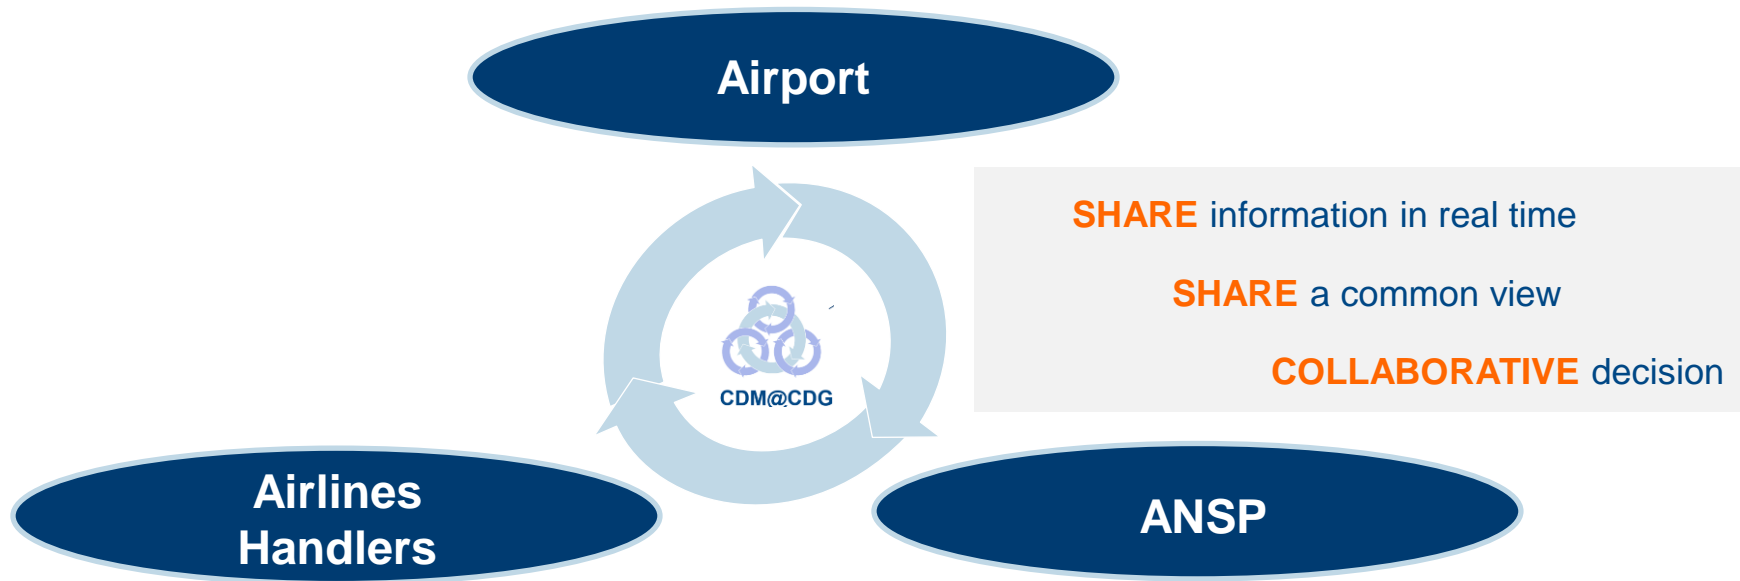 Airport
SHARE information in real time
SHARE a common view
COLLABORATIVE decision
CDM@CDG
Airlines
Handlers
ANSP